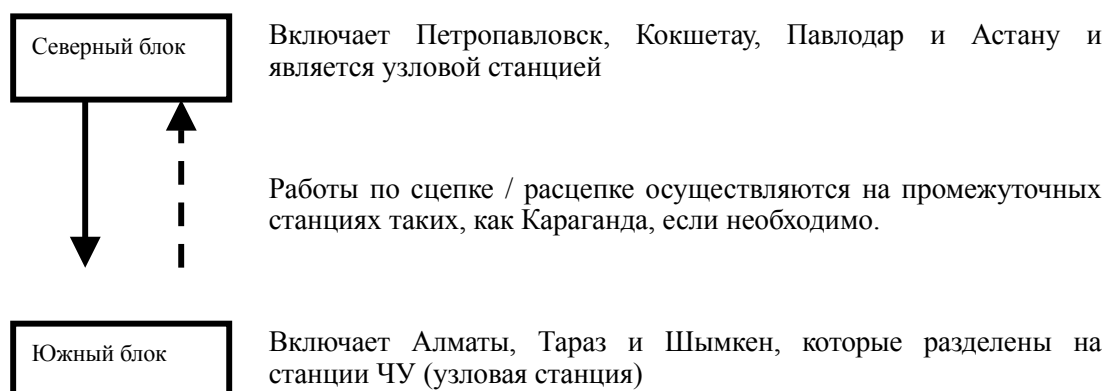 Северный блок
Включает Петропавловск, Кокшетау, Павлодар и Астану и
является узловой станцией
Работы по сцепке / расцепке осуществляются на промежуточных
станциях таких, как Караганда, если необходимо.
Южный блок
Включает Алматы, Тараз и Шымкен, которые разделены на
станции ЧУ (узловая станция)